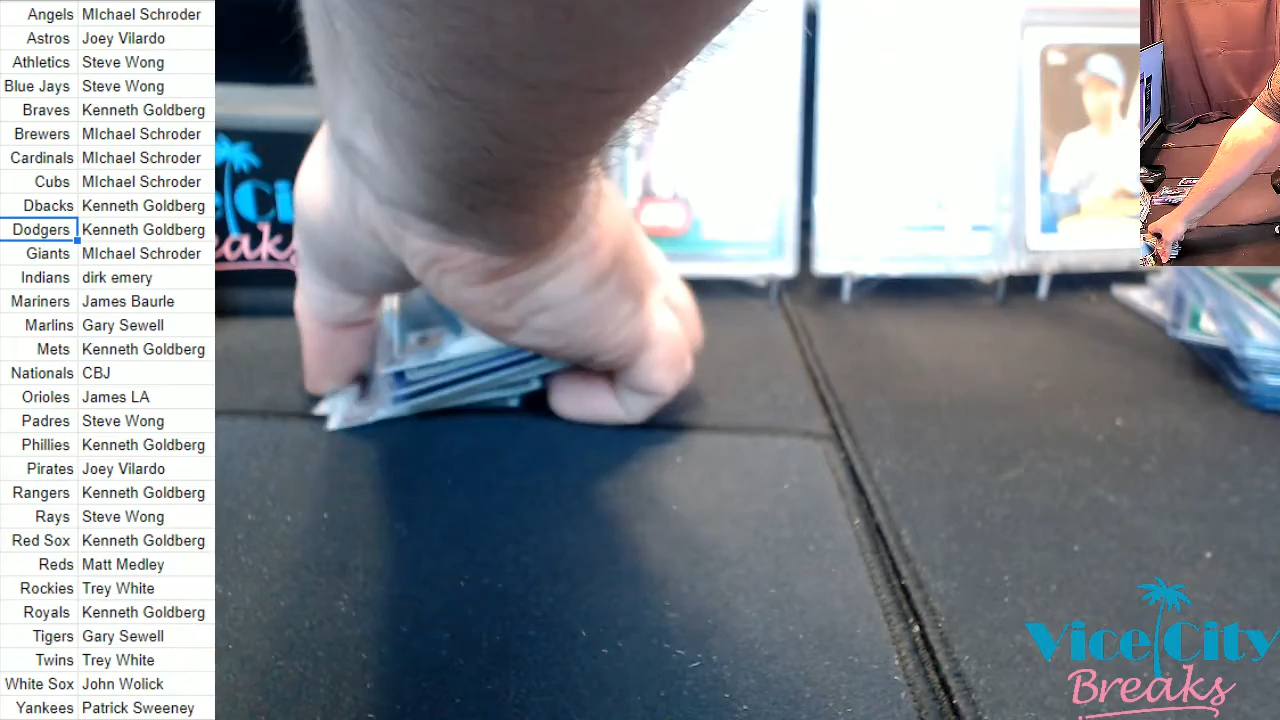 Angels MIchael Schroder
Astros Joey Vilardo
Athletics Steve Wong
Blue Jays Steve Wong
Braves Kenneth Goldberg
Brewers MIchael Schroder
Cardinals MIchael Schroder
Cubs MIchael Schroder
Dbacks Kenneth Goldberg
Dodgers Kenneth Goldberg
Giants MIchael Schroder
Indians dirk emery
Mariners James Baurle
Marlins Gary Sewell
Mets Kenneth Goldberg
Nationals CBJ
Orioles James LA
Padres Steve Wong
Phillies Kenneth Goldberg
Pirates Joey Vilardo
Rangers Kenneth Goldberg
Rays Steve Wong
Red Sox Kenneth Goldberg
Reds Matt Medley
Rockies Trey White
Royals Kenneth Goldberg
Tigers Gary Sewell
Twins Trey White
White Sox John Wolick
Yankees Patrick Sweeney
Vice City
Breaks